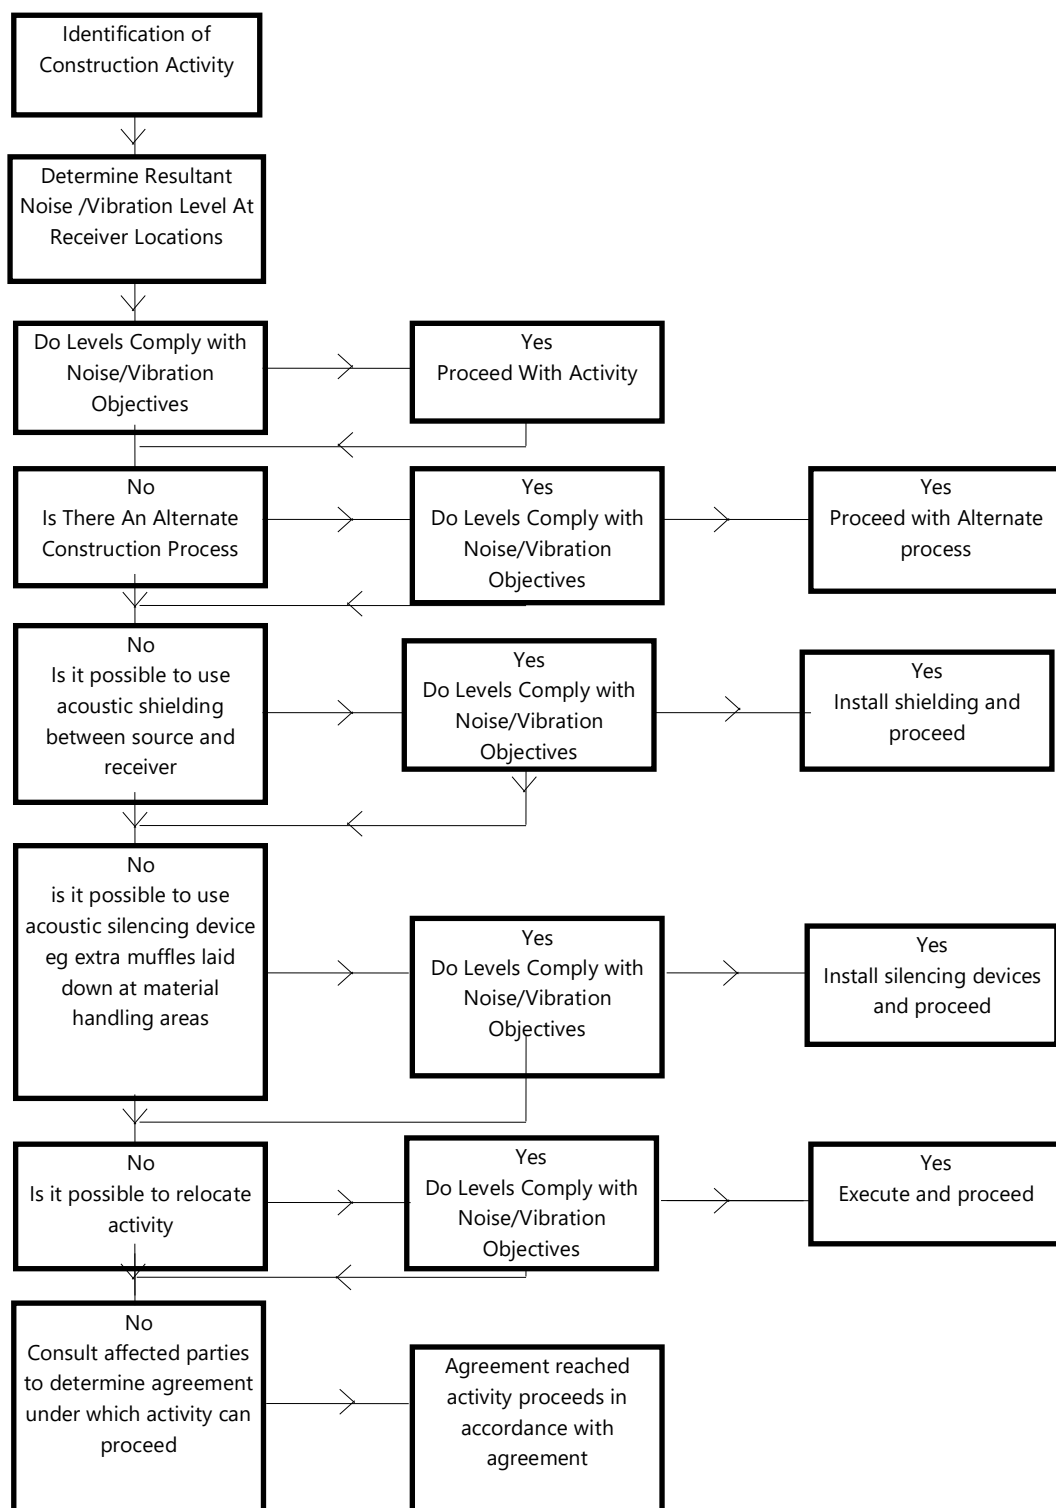 Identification of
Construction Activity
Determine Resultant
Noise /Vibration Level At
Receiver Locations
Do Levels Comply with
Noise/Vibration
Objectives
Yes
Proceed With Activity
No
Is There An Alternate
Construction Process
Yes
Do Levels Comply with
Noise/Vibration
Objectives
Yes
Proceed with Alternate
process
No
Is it possible to use
acoustic shielding
between source and
receiver
Yes
Do Levels Comply with
Noise/Vibration
Objectives
Yes
Install shielding and
proceed
No
is it possible to use
acoustic silencing device
eg extra muffles laid
down at material
handling areas
Yes
Do Levels Comply with
Noise/Vibration
Objectives
Yes
Install silencing devices
and proceed
No
Is it possible to relocate
activity
Yes
Do Levels Comply with
Noise/Vibration
Objectives
Yes
Execute and proceed
No
Consult affected parties
to determine agreement
under which activity can
proceed
Agreement reached
activity proceeds in
accordance with
agreement